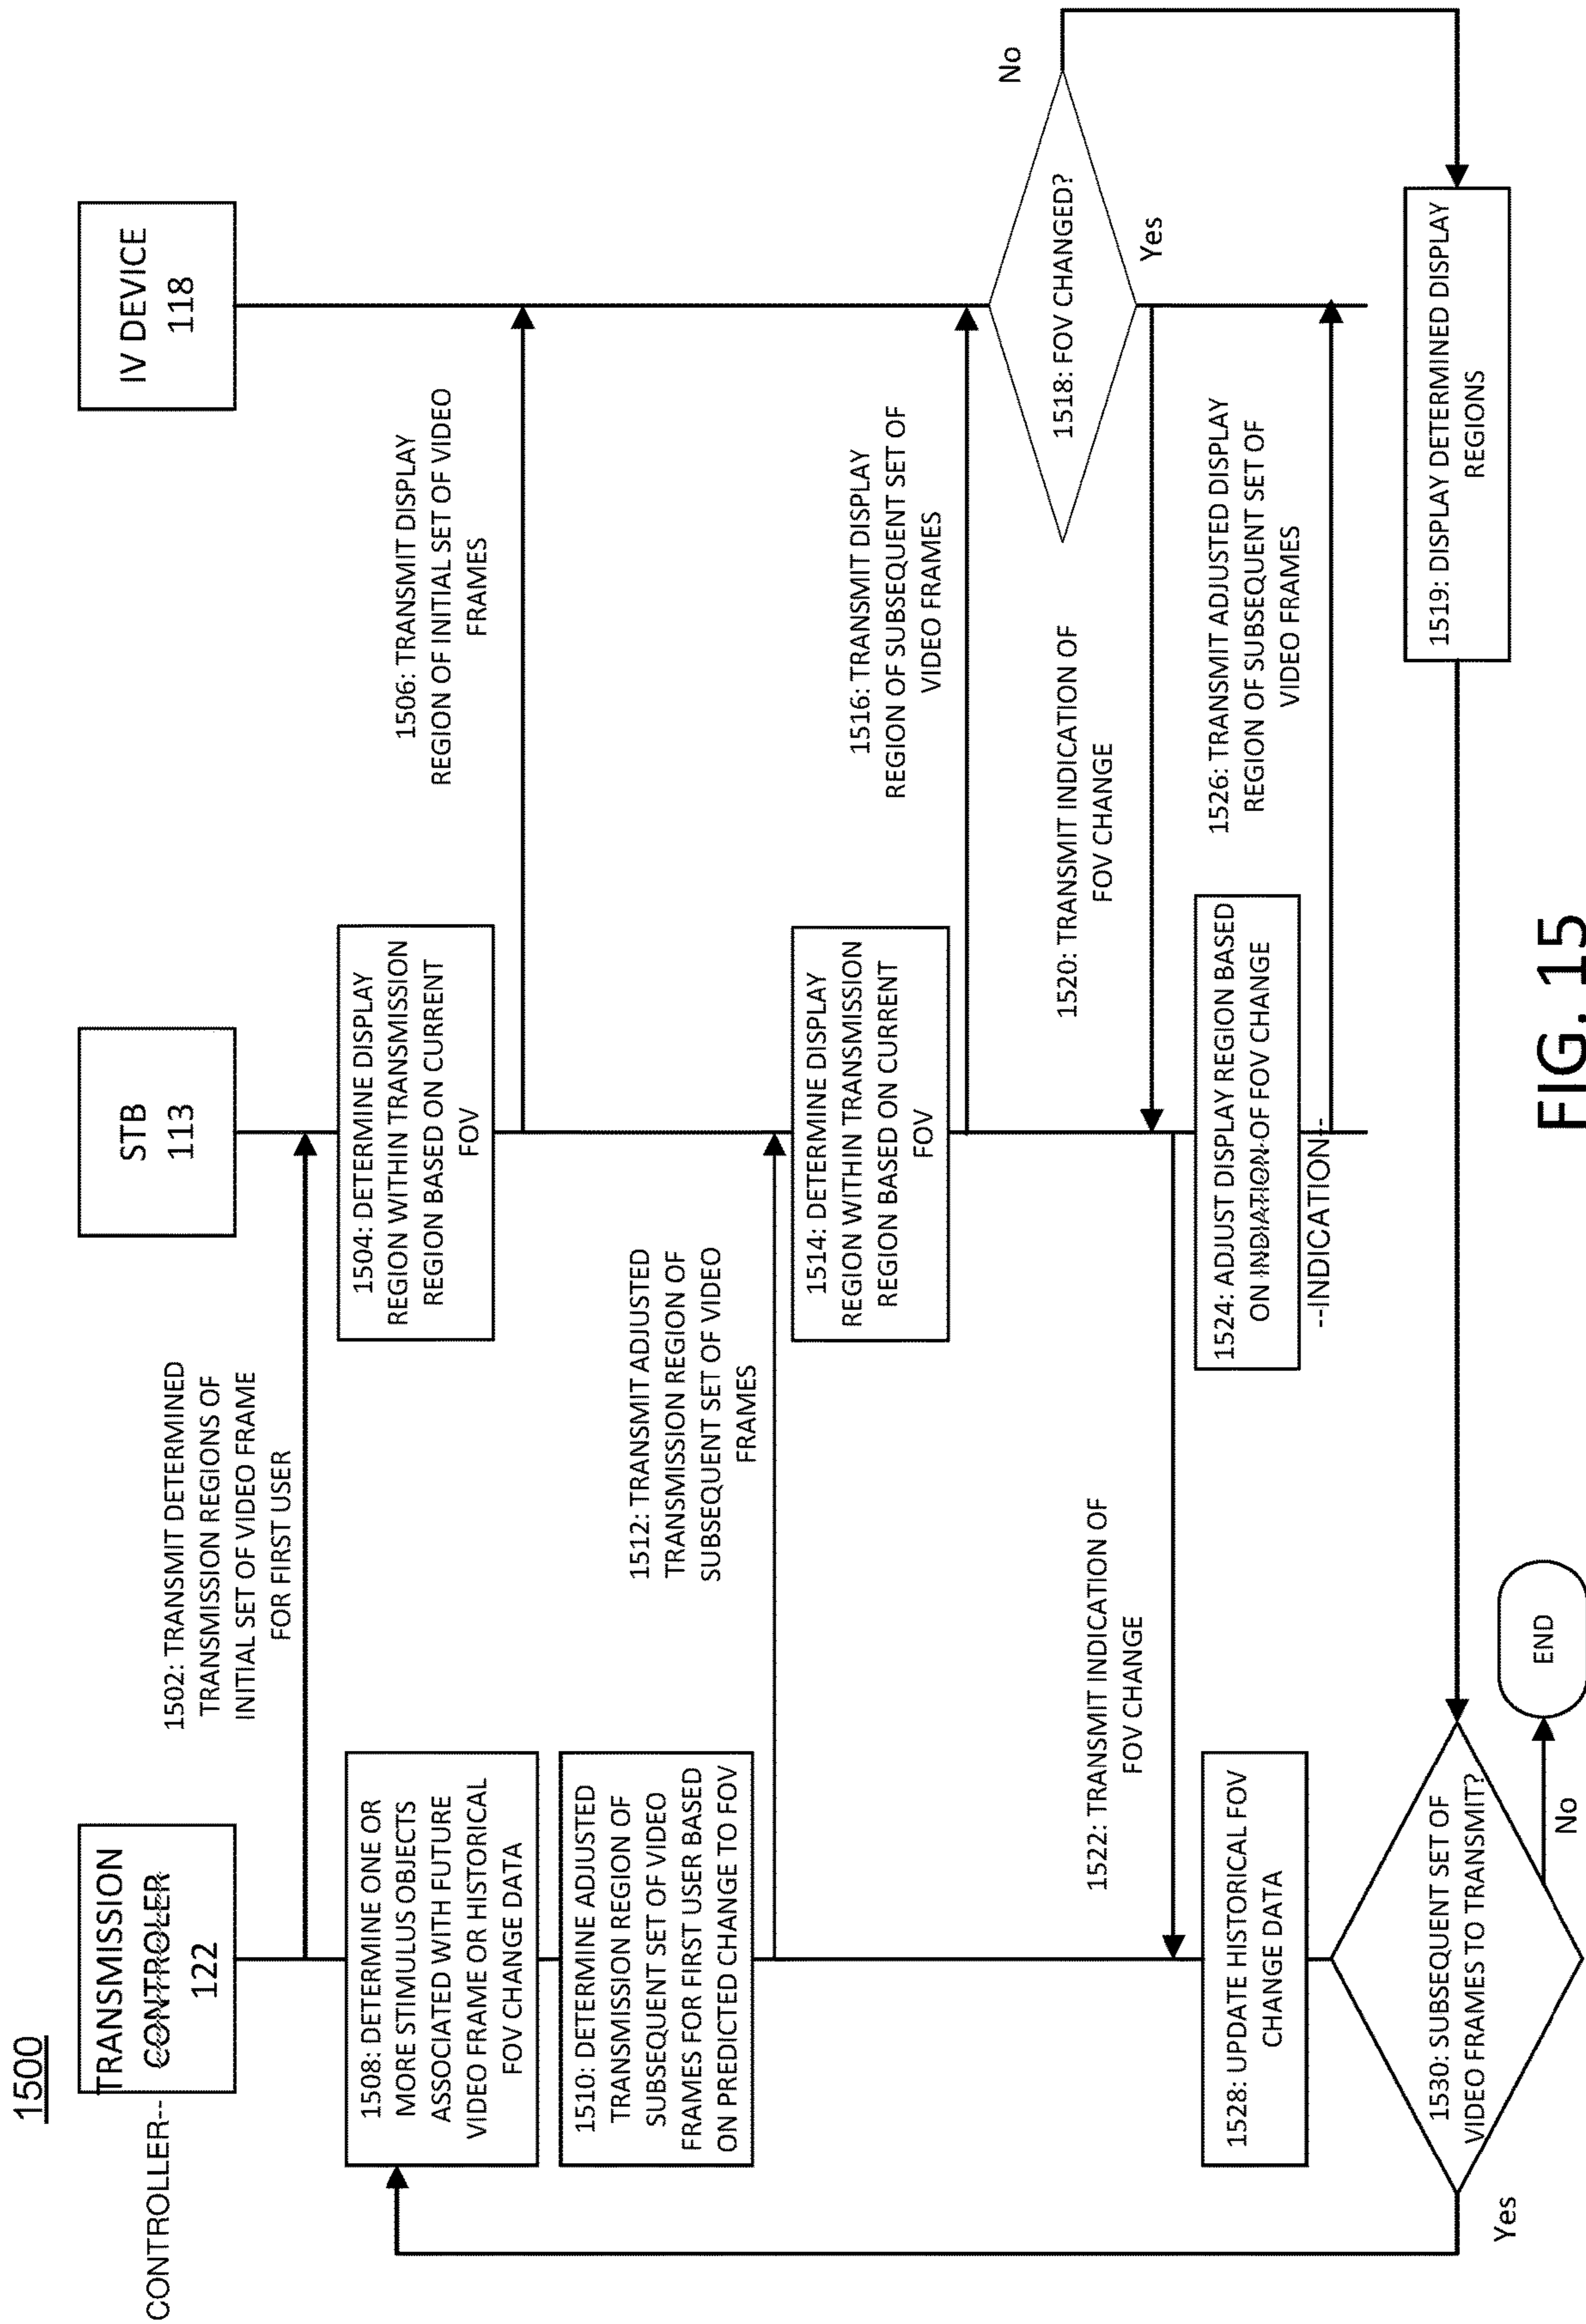 1500
TRANSMISSION
CONTROLER
122
CONTROLLER--
STB
113
IV DEVICE
118
1502: TRANSMIT DETERMINED
TRANSMISSION REGIONS OF
INITIAL SET OF VIDEO FRAME
FOR FIRST USER
1504: DETERMINE DISPLAY
REGION WITHIN TRANSMISSION
REGION BASED ON CURRENT
FOV
1506: TRANSMIT DISPLAY
REGION OF INITIAL SET OF VIDEO
FRAMES
1508: DETERMINE ONE OR
MORE STIMULUS OBJECTS
ASSOCIATED WITH FUTURE
VIDEO FRAME OR HISTORICAL
FOV CHANGE DATA
1510: DETERMINE ADJUSTED
TRANSMISSION REGION OF
SUBSEQUENT SET OF VIDEO
FRAMES FOR FIRST USER BASED
ON PREDICTED CHANGE TO FOV
1512: TRANSMIT ADJUSTED
TRANSMISSION REGION OF
SUBSEQUENT SET OF VIDEO
FRAMES
1514: DETERMINE DISPLAY
REGION WITHIN TRANSMISSION
REGION BASED ON CURRENT
FOV
1516: TRANSMIT DISPLAY
REGION OF SUBSEQUENT SET OF
VIDEO FRAMES
1518: FOV CHANGED?
No
Yes
1520: TRANSMIT INDICATION OF
FOV CHANGE
1522: TRANSMIT INDICATION OF
FOV CHANGE
1524: ADJUST DISPLAY REGION BASED
ON INDIATION OF FOV CHANGE
--INDICATION--
1526: TRANSMIT ADJUSTED DISPLAY
REGION OF SUBSEQUENT SET OF
VIDEO FRAMES
1528: UPDATE HISTORICAL FOV
CHANGE DATA
1519: DISPLAY DETERMINED DISPLAY
REGIONS
1530: SUBSEQUENT SET OF
VIDEO FRAMES TO TRANSMIT?
Yes
No
END
FIG. 15